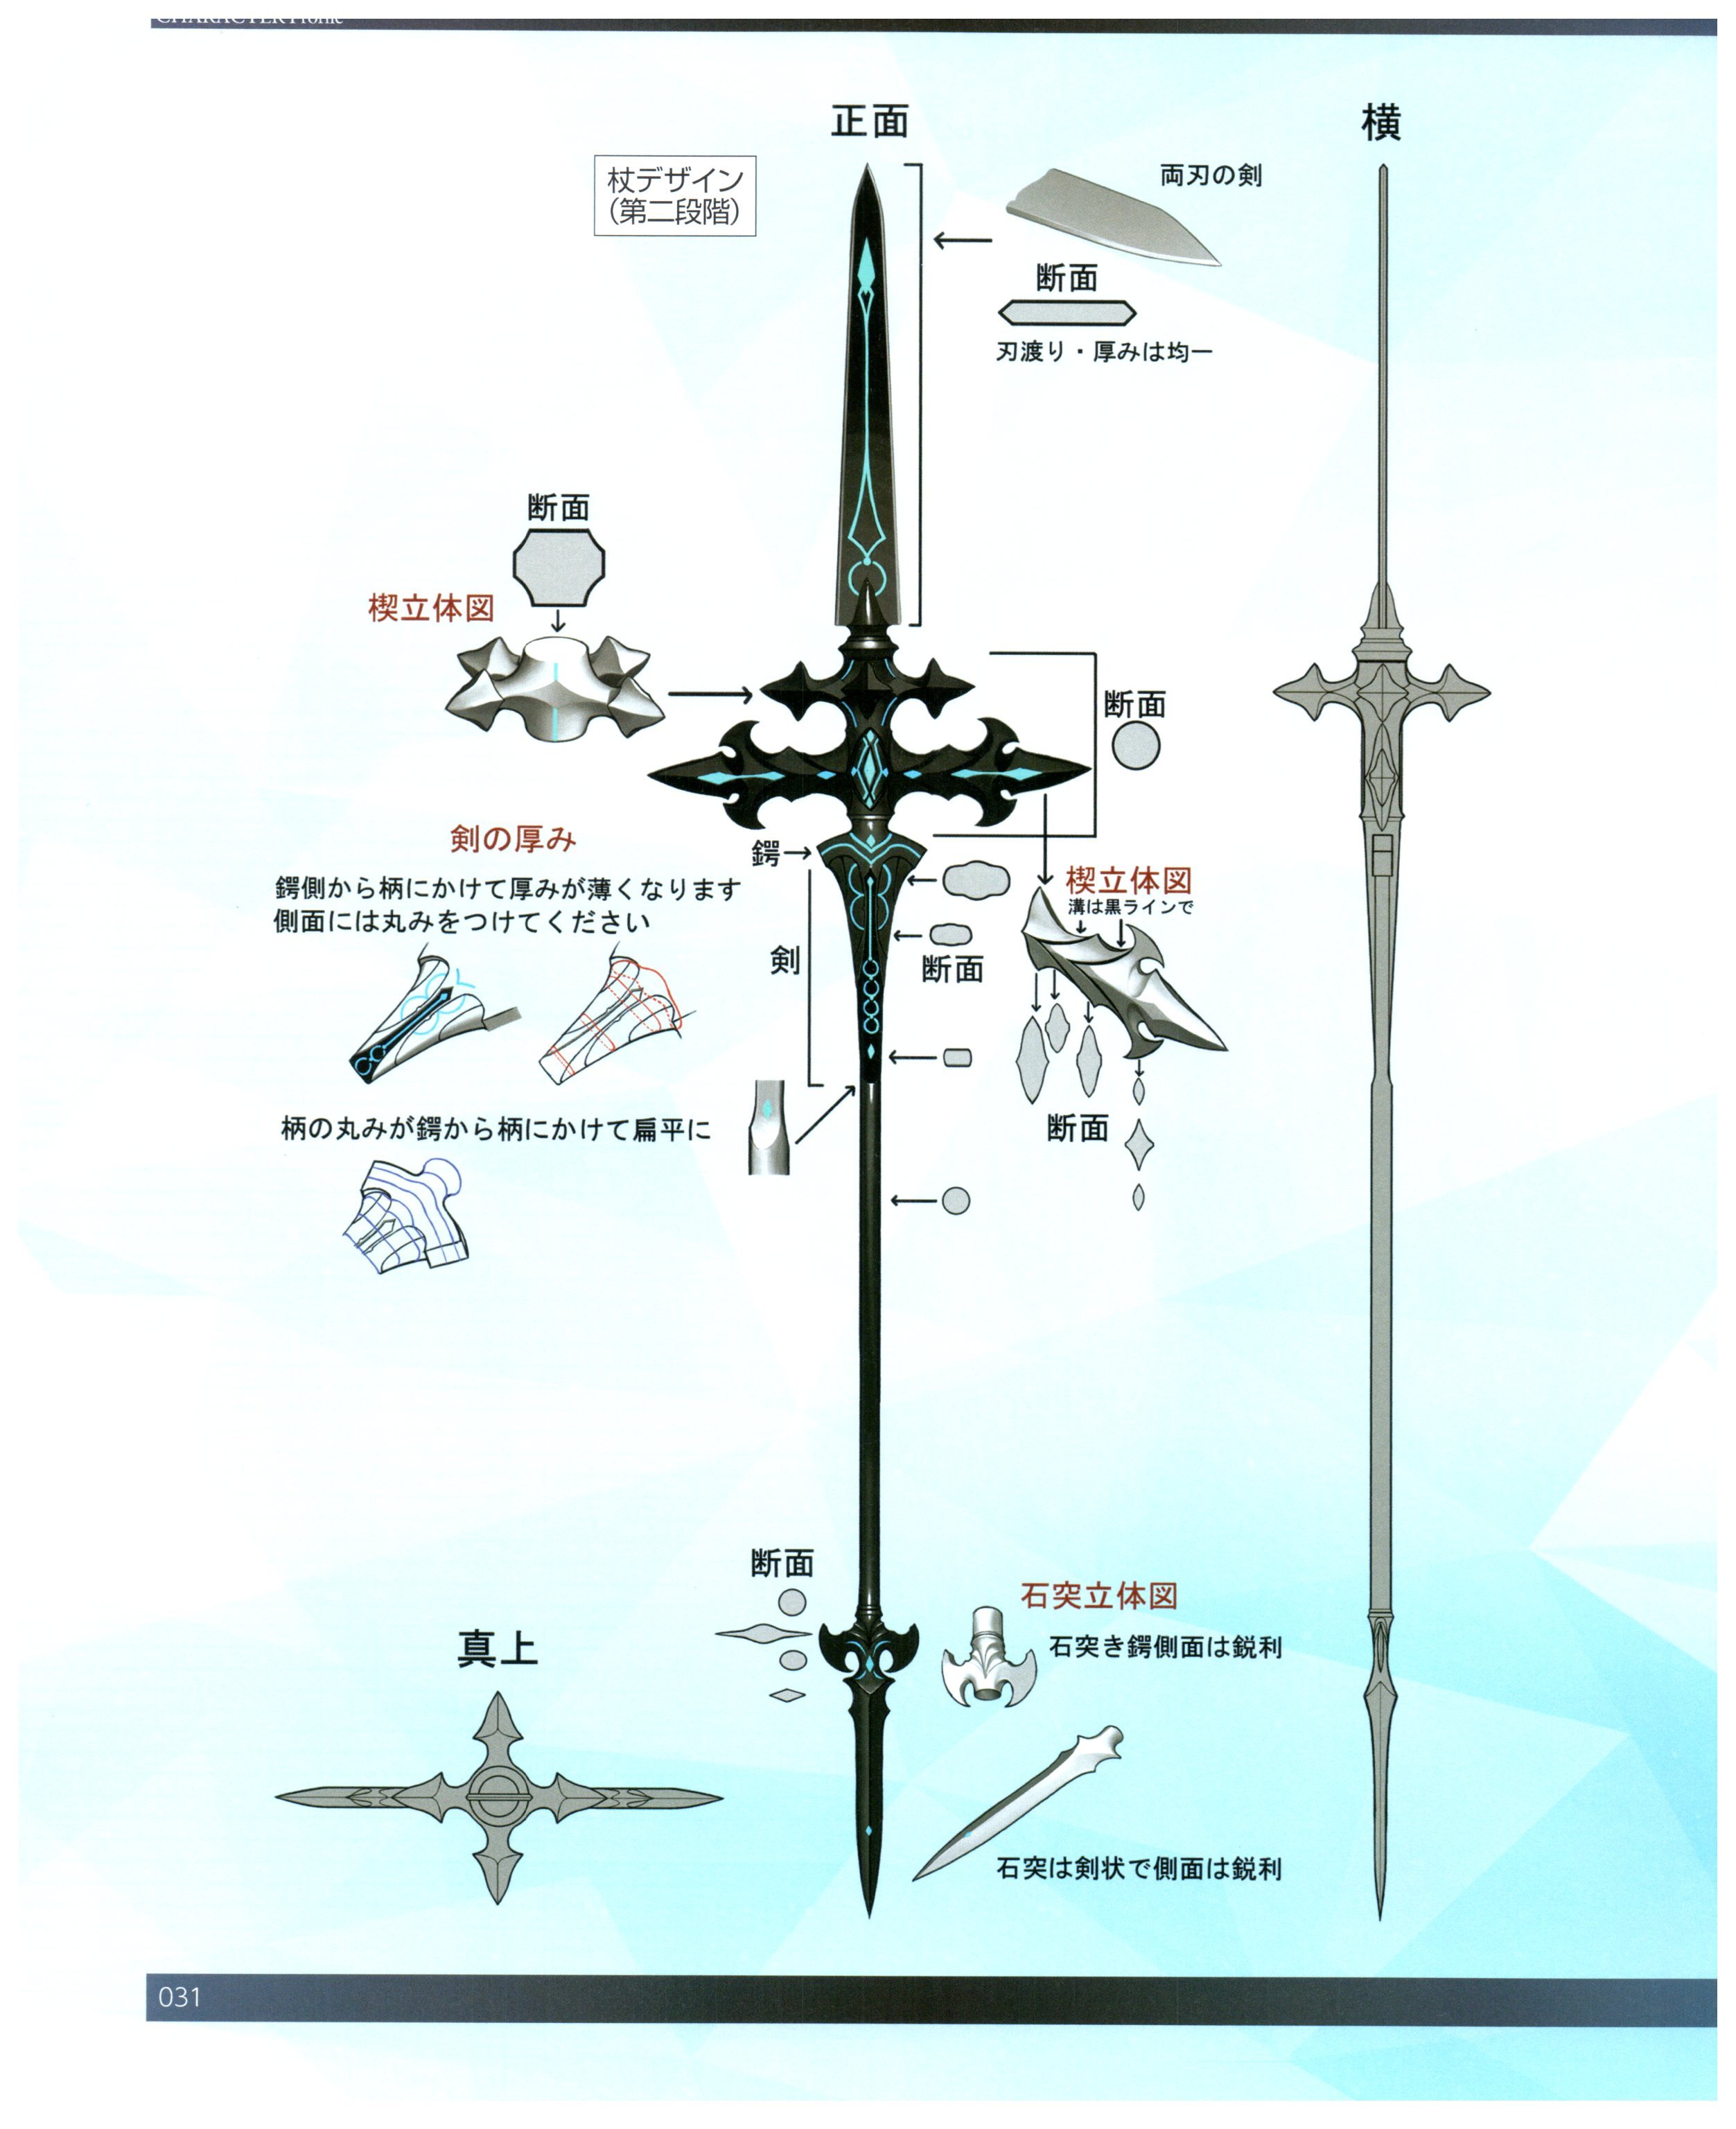 CHARACTER Profile
正面
横
杖デザイン
(第二段階)
両刃の剣
断面
刃渡り・厚みは均一
断面
楔立体図
断面
剣の厚み
鍔側から柄にかけて厚みが薄くなります
側面には丸みをつけてください
鍔→
剣
断面
楔立体図
溝は黒ラインで
断面
柄の丸みが鍔から柄にかけて扁平に
断面
石突立体図
石突き鍔側面は鋭利
真上
石突は剣状で側面は鋭利
031